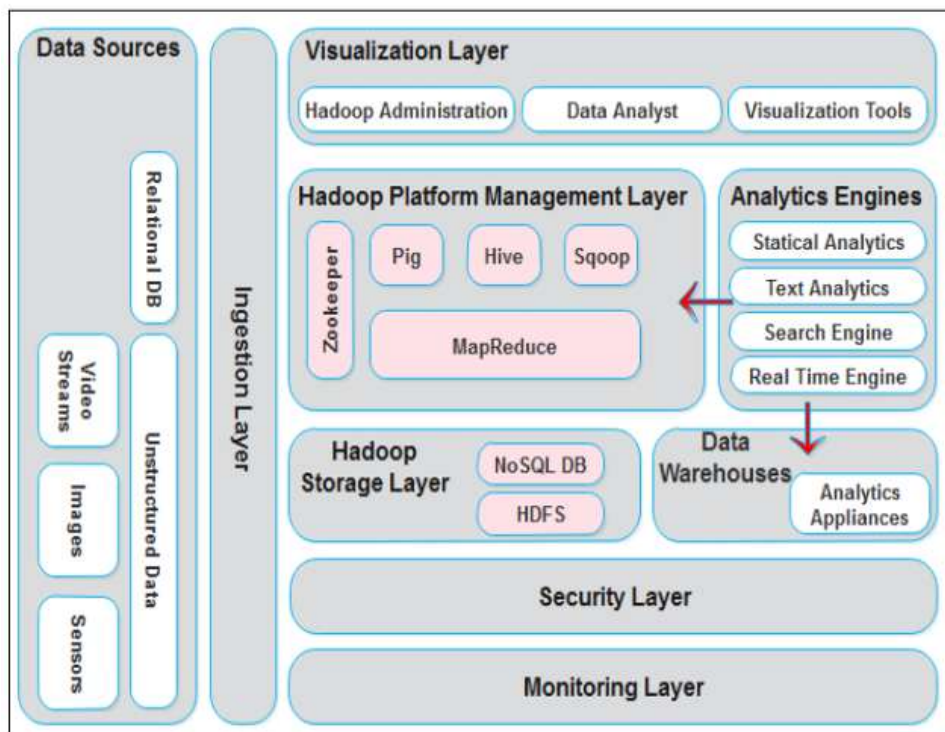 Data Sources
Relational DB
Video
Streams
Images
Sensors
Unstructured Data
Ingestion Layer
Visualization Layer
Hadoop Administration
Data Analyst
Visualization Tools
Hadoop Platform Management Layer
Zookeeper
Pig
Hive
Sqoop
MapReduce
Analytics Engines
Statical Analytics
Text Analytics
Search Engine
Real Time Engine
Hadoop
Storage Layer
NoSQL DB
HDFS
Data
Warehouses
Analytics
Appliances
Security Layer
Monitoring Layer